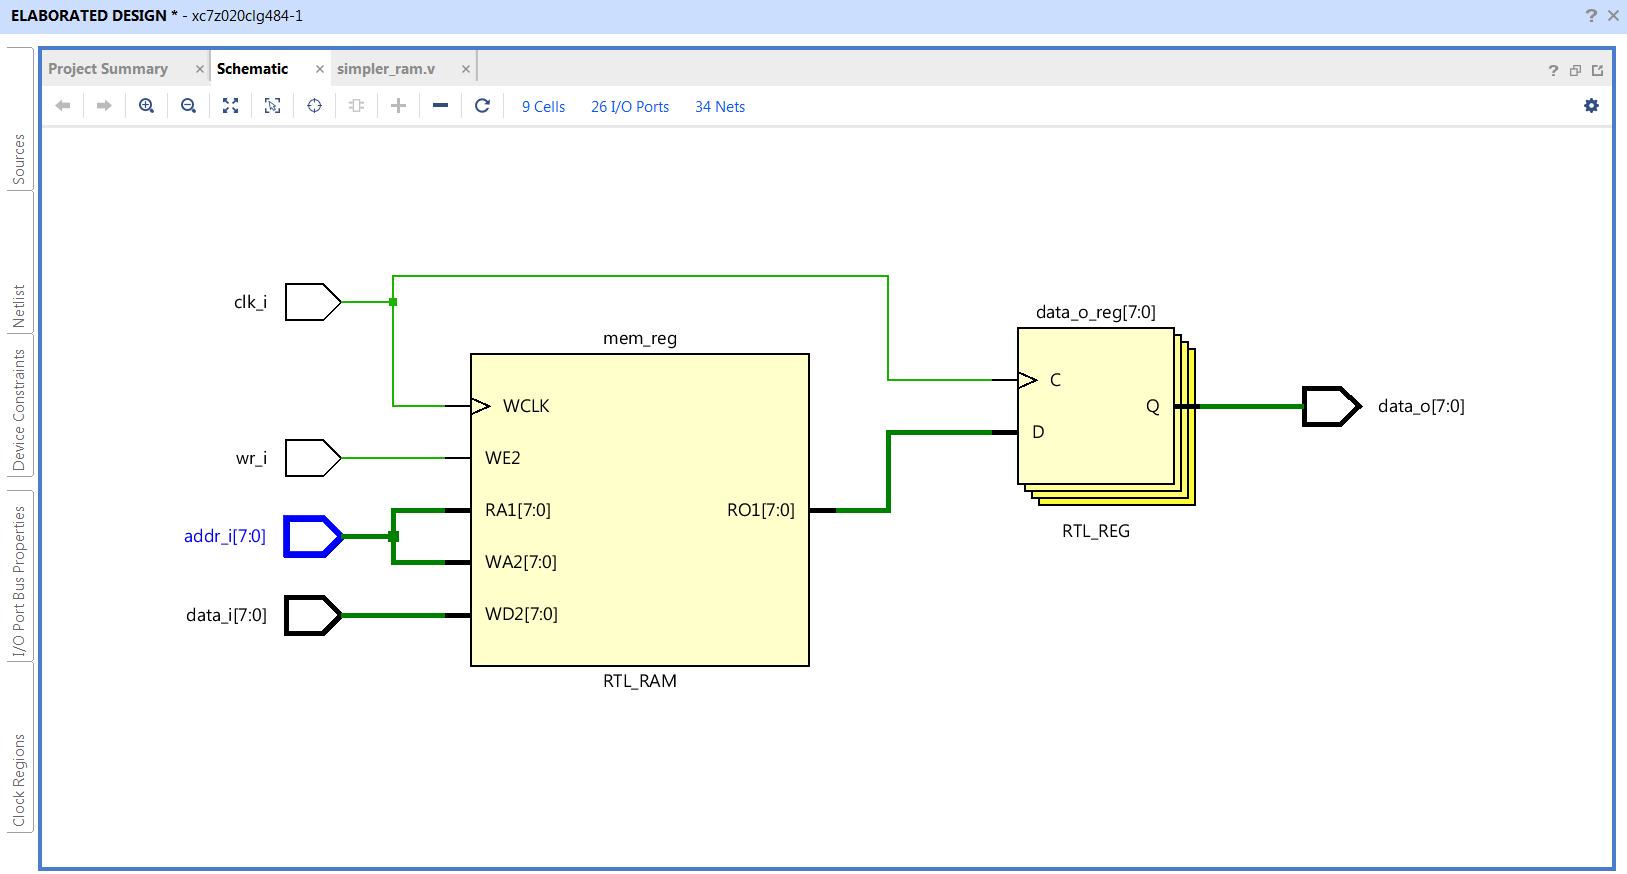 ELABORATED DESIGN * - xc7z020clg484-1
? ×
Project Summary ×
Schematic ×
simpler_ram.v ×
?
9 Cells
26 I/O Ports
34 Nets
Sources
Netlist
Device Constraints
I/O Port Bus Properties
Clock Regions
clk_i
wr_i
addr_i[7:0]
data_i[7:0]
mem_reg
WCLK
WE2
RA1[7:0]
RO1[7:0]
WA2[7:0]
WD2[7:0]
RTL_RAM
data_o_reg[7:0]
C
Q
D
RTL_REG
data_o[7:0]